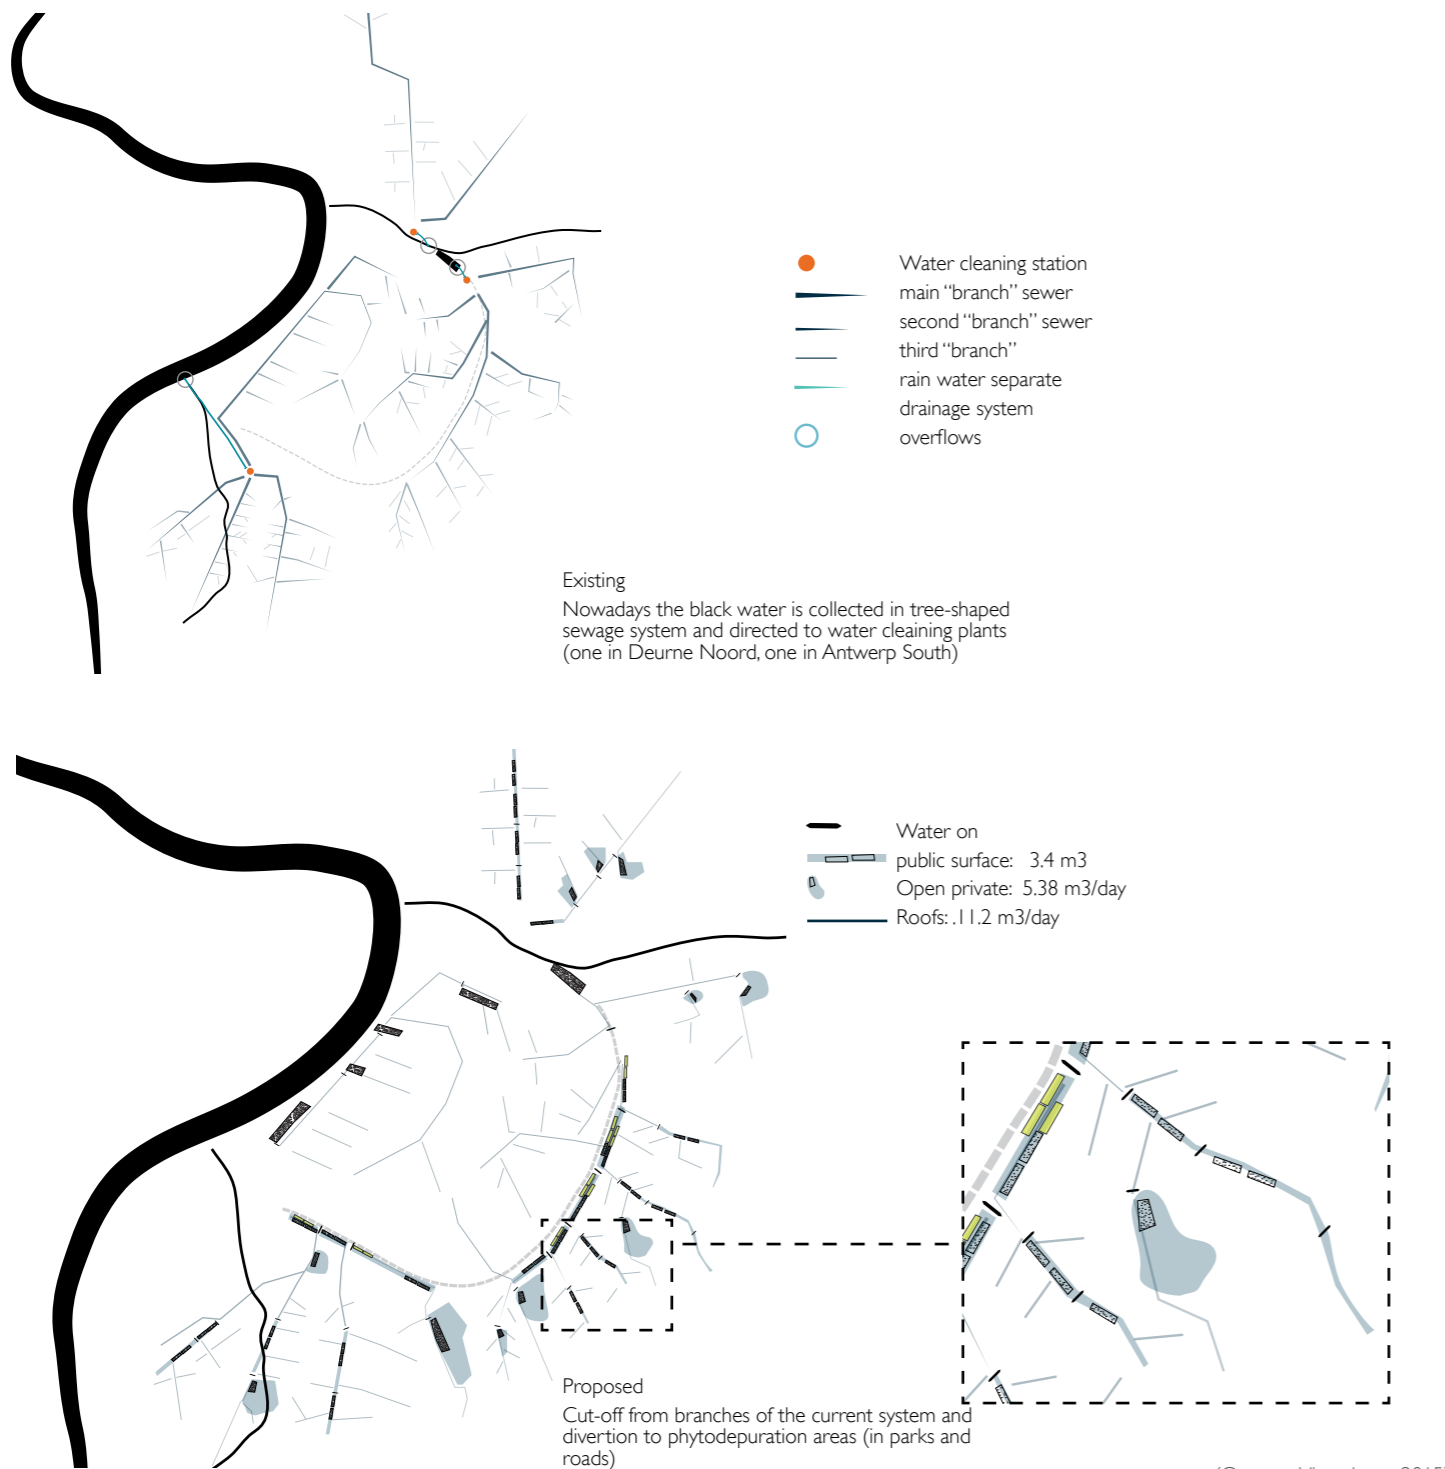 Water cleaning station
main “branch” sewer
second “branch” sewer
third “branch”
rain water separate
drainage system
overflows
Existing
Nowadays the black water is collected in tree-shaped
sewage system and directed to water cleaining plants
(one in Deurne Noord, one in Antwerp South)
Water on
public surface: 3.4 m3
Open private: 5.38 m3/day
Roofs: .11.2 m3/day
Proposed
Cut-off from branches of the current system and
divertion to phytodepuration areas (in parks and
roads)